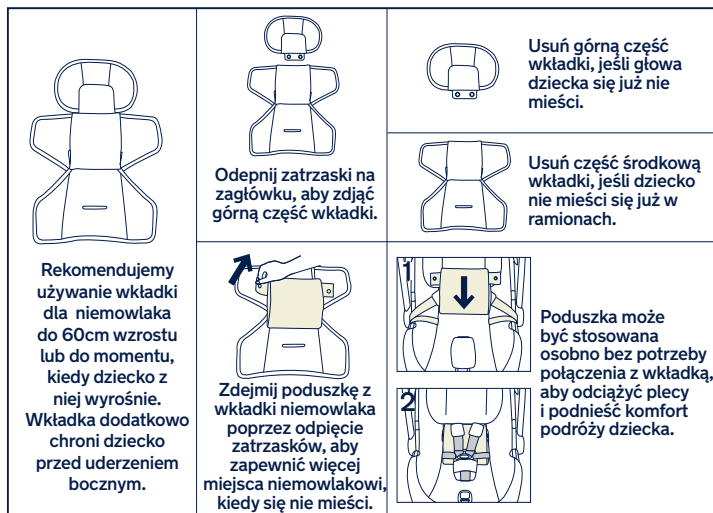 Rekomendujemy
używanie wkładki
dla niemowlaka
do 60cm wzrostu
lub do momentu,
kiedy dziecko z
niej wyrośnie.
Wkładka dodatkowo
chroni dziecko
przed uderzeniem
bocznym.
Odepnij zatrzaski na
zagłówku, aby zdjąć
górną część wkładki.
Zdejmij poduszkę z
wkładki niemowlaka
poprzez odpięcie
zatrzasków, aby
zapewnić więcej
miejsca niemowlakowi,
kiedy się nie mieści.
Usuń górną część
wkładki, jeśli głowa
dziecka się już nie
mieści.
Usuń część środkową
wkładki, jeśli dziecko
nie mieści się już w
ramionach.
1
2
Poduszka może
być stosowana
osobno bez potrzeby
połączenia z wkładką,
aby odciążyć plecy
i podnieść komfort
podróży dziecka.